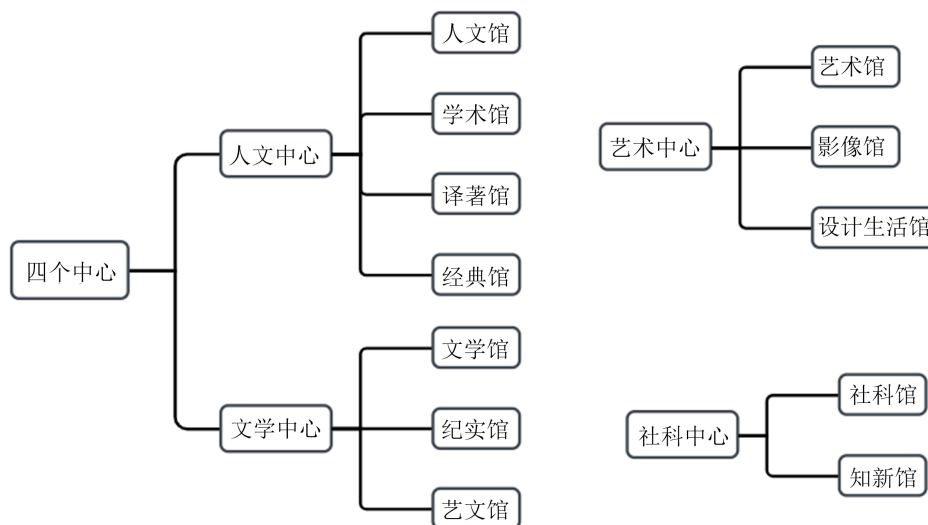 四个中心
人文中心
人文馆
学术馆
译著馆
经典馆
文学中心
文学馆
纪实馆
艺文馆
艺术中心
艺术馆
影像馆
设计生活馆
社科中心
社科馆
知新馆